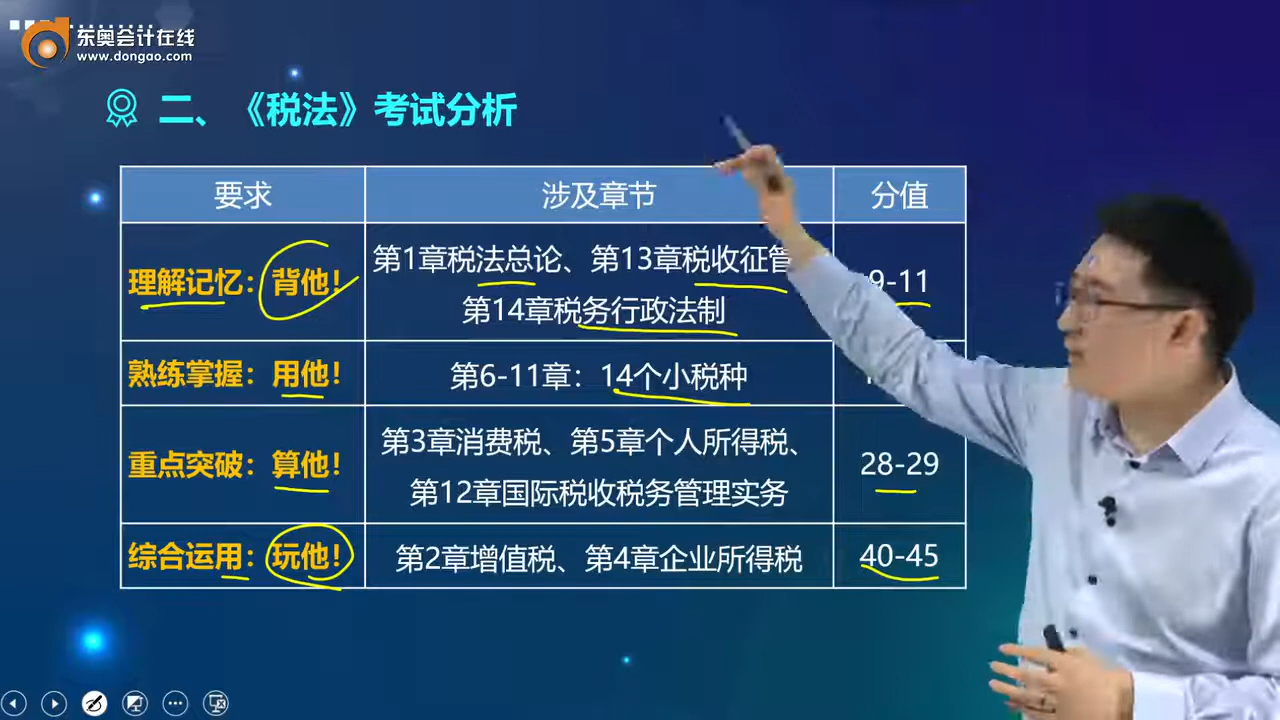 东奥会计在线
www.dongao.com
二、《税法》考试分析
要求
涉及章节
分值
理解记忆：背他！
第1章税法总论、第13章税收征管
第14章税务行政法制
9-11
熟练掌握：用他！
第6-11章：14个小税种
重点突破：算他！
第3章消费税、第5章个人所得税、
第12章国际税收税务管理实务
28-29
综合运用：玩他！
第2章增值税、第4章企业所得税
40-45